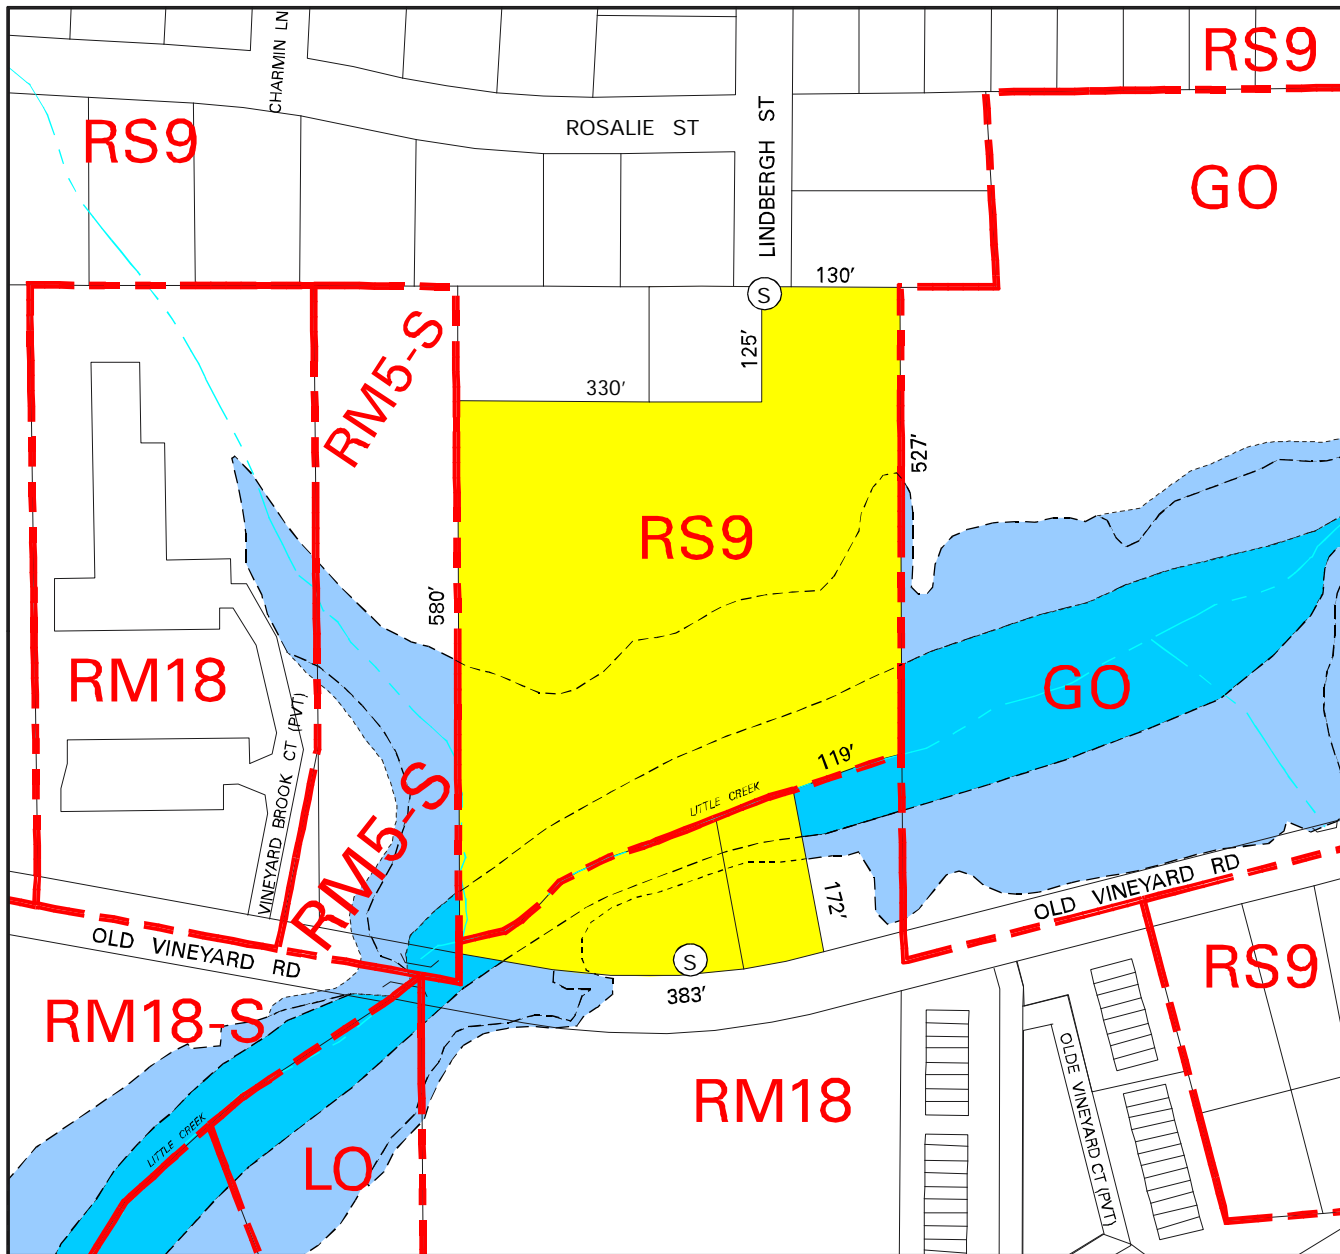 CHARMIN LN
RS9
RS9
ROSALIE ST
LINDBERGH ST
GO
130'
S
125'
RM5-S
330'
527'
RS9
580'
RM18
GO
VINEYARD BROOK CT (PVT)
119'
LITTLE CREEK
RM5-S
172'
OLD VINEYARD RD
OLD VINEYARD RD
S
383'
RS9
RM18-S
OLDE VINEYARD CT (PVT)
RM18
LITTLE CREEK
LO